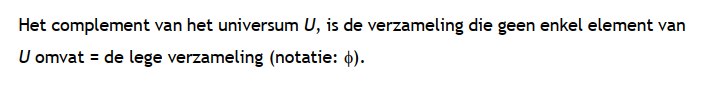 Het complement van het universum U, is de verzameling die geen enkel element van
U omvat = de lege verzameling (notatie: ϕ).